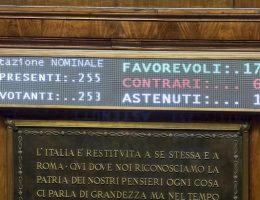 tazione NOMINALE
FAVOREVOLI:.17
PRESENTI:..255
CONTRARI:... 6
VOTANTI:...253
ASTENUTI:... 1
L'ITALIA È RESTITVITA A SE STESSA E A
ROMA·QVI DOVE NOI RICONOSCIAMO LA
PATRIA DEI NOSTRI PENSIERI OGNI COSA
CI PARLA DI GRANDEZZA MA NEL TEMPO